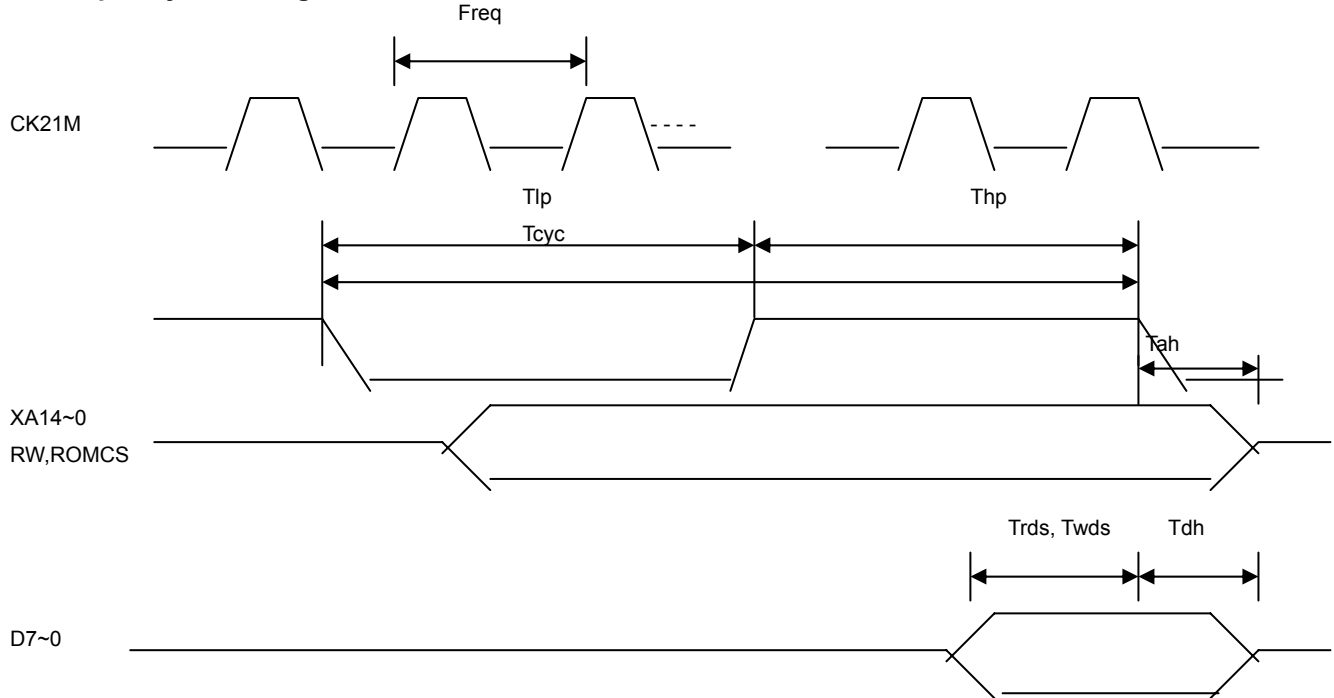 Freq
CK21M
Tlp
Thp
Tcyc
Tah
XA14~0
RW,ROMCS
Trds, Twds
Tdh
D7~0